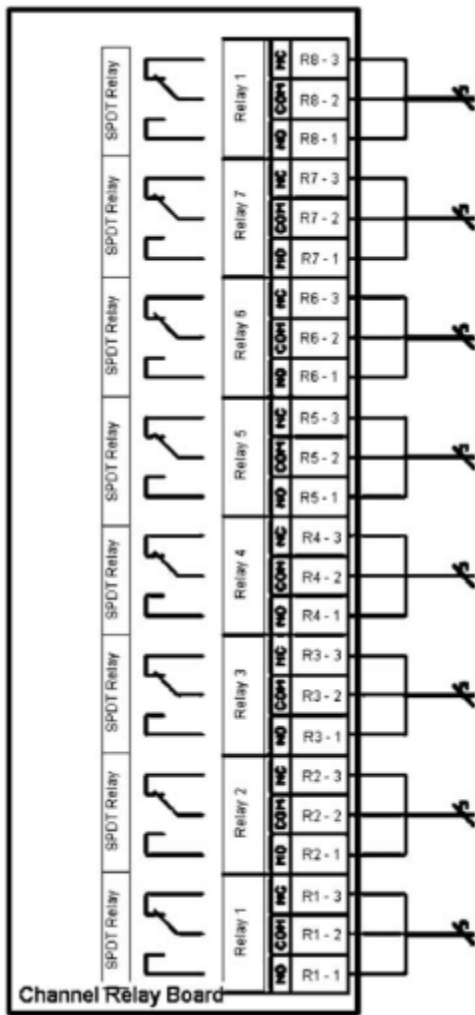 SPDT Relay
Relay 1
NC
R8 - 3
COM
R8 - 2
NO
R8 - 1
SPDT Relay
Relay 7
NC
R7 - 3
COM
R7 - 2
NO
R7 - 1
SPDT Relay
Relay 6
NC
R6 - 3
COM
R6 - 2
NO
R6 - 1
SPDT Relay
Relay 5
NC
R5 - 3
COM
R5 - 2
NO
R5 - 1
SPDT Relay
Relay 4
NC
R4 - 3
COM
R4 - 2
NO
R4 - 1
SPDT Relay
Relay 3
NC
R3 - 3
COM
R3 - 2
NO
R3 - 1
SPDT Relay
Relay 2
NC
R2 - 3
COM
R2 - 2
NO
R2 - 1
SPDT Relay
Relay 1
NC
R1 - 3
COM
R1 - 2
NO
R1 - 1
Channel Relay Board